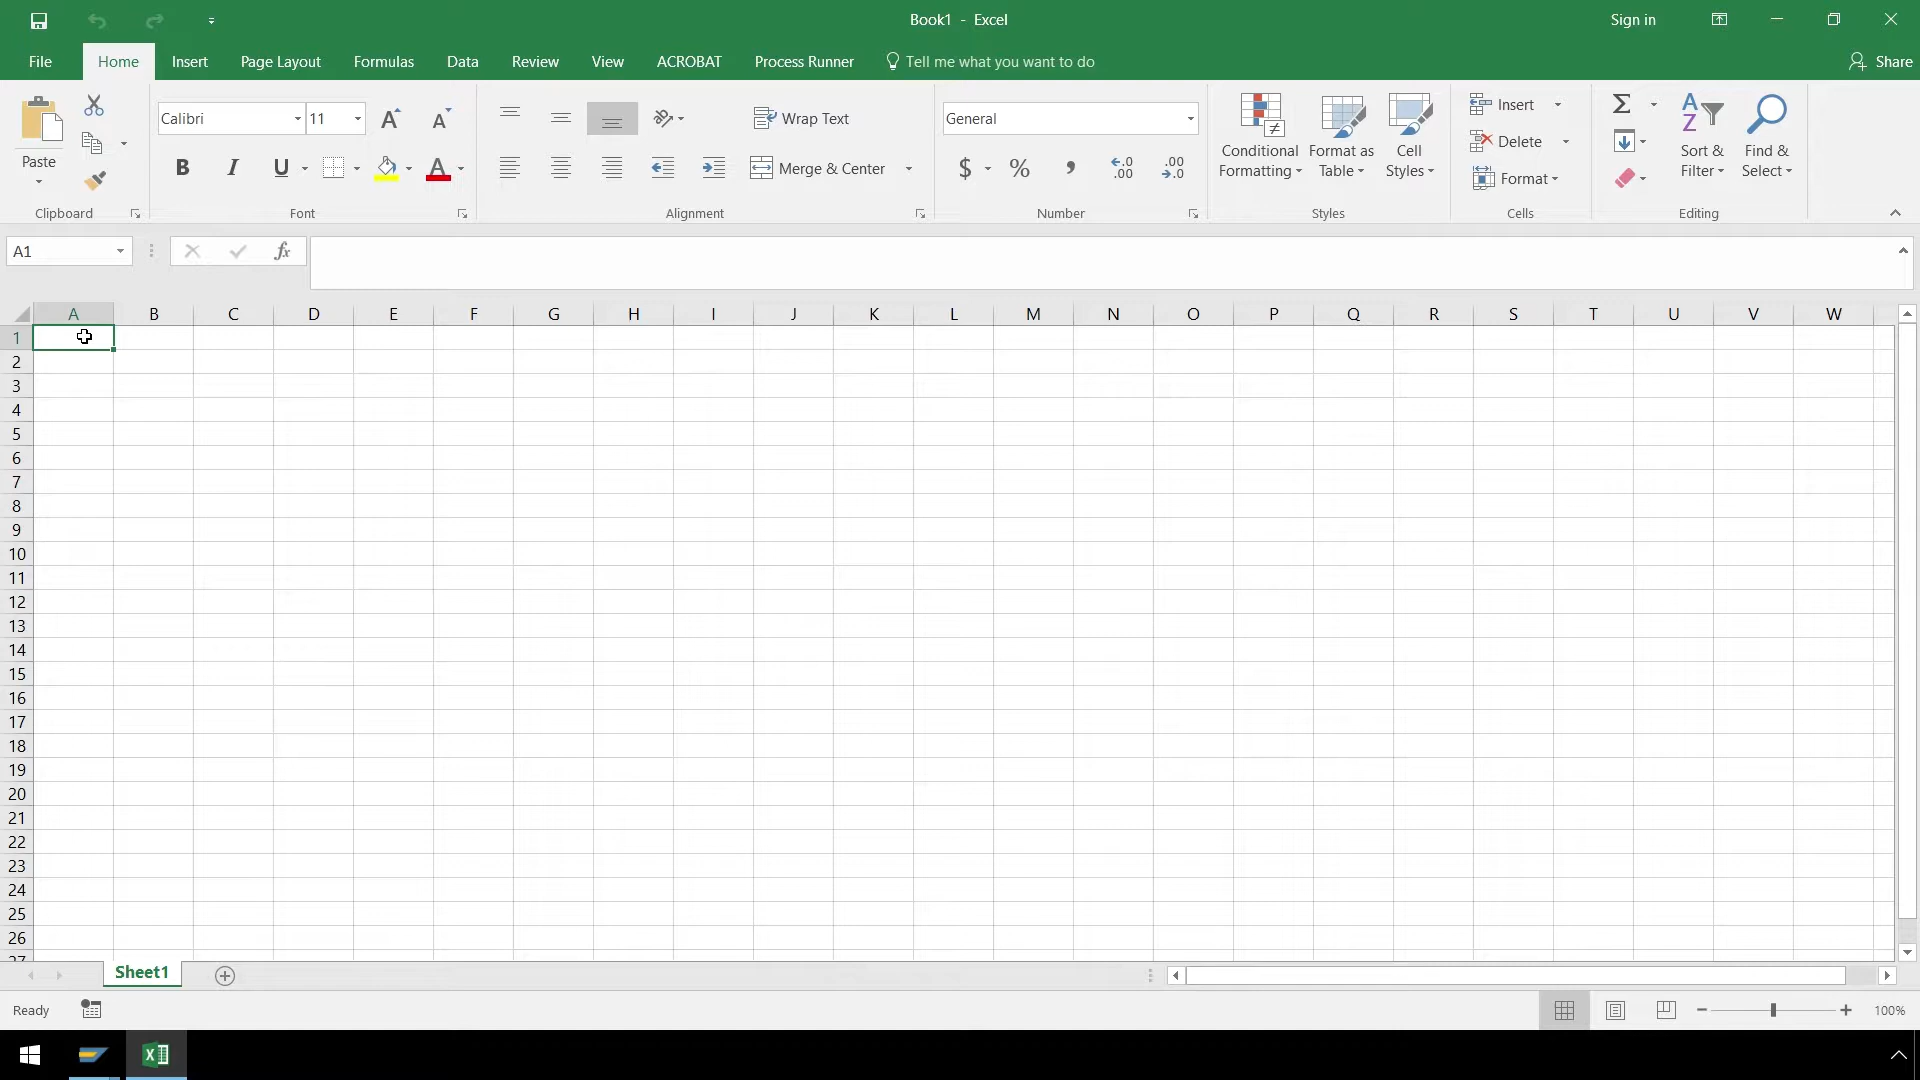 Book1 - Excel
Sign in
File Home Insert Page Layout Formulas Data Review View ACROBAT Process Runner Tell me what you want to do Share
Paste
Clipboard
Calibri 11
B I U A
Font
Wrap Text
Merge & Center
Alignment
General
$ % , .00 .00
Number
Conditional Formatting
Format as Table
Cell Styles
Styles
Insert
Delete
Format
Cells
Sort & Filter
Find & Select
Editing
A1 fx
A B C D E F G H I J K L M N O P Q R S T U V W
1
2
3
4
5
6
7
8
9
10
11
12
13
14
15
16
17
18
19
20
21
22
23
24
25
26
27
Sheet1
Ready 100%